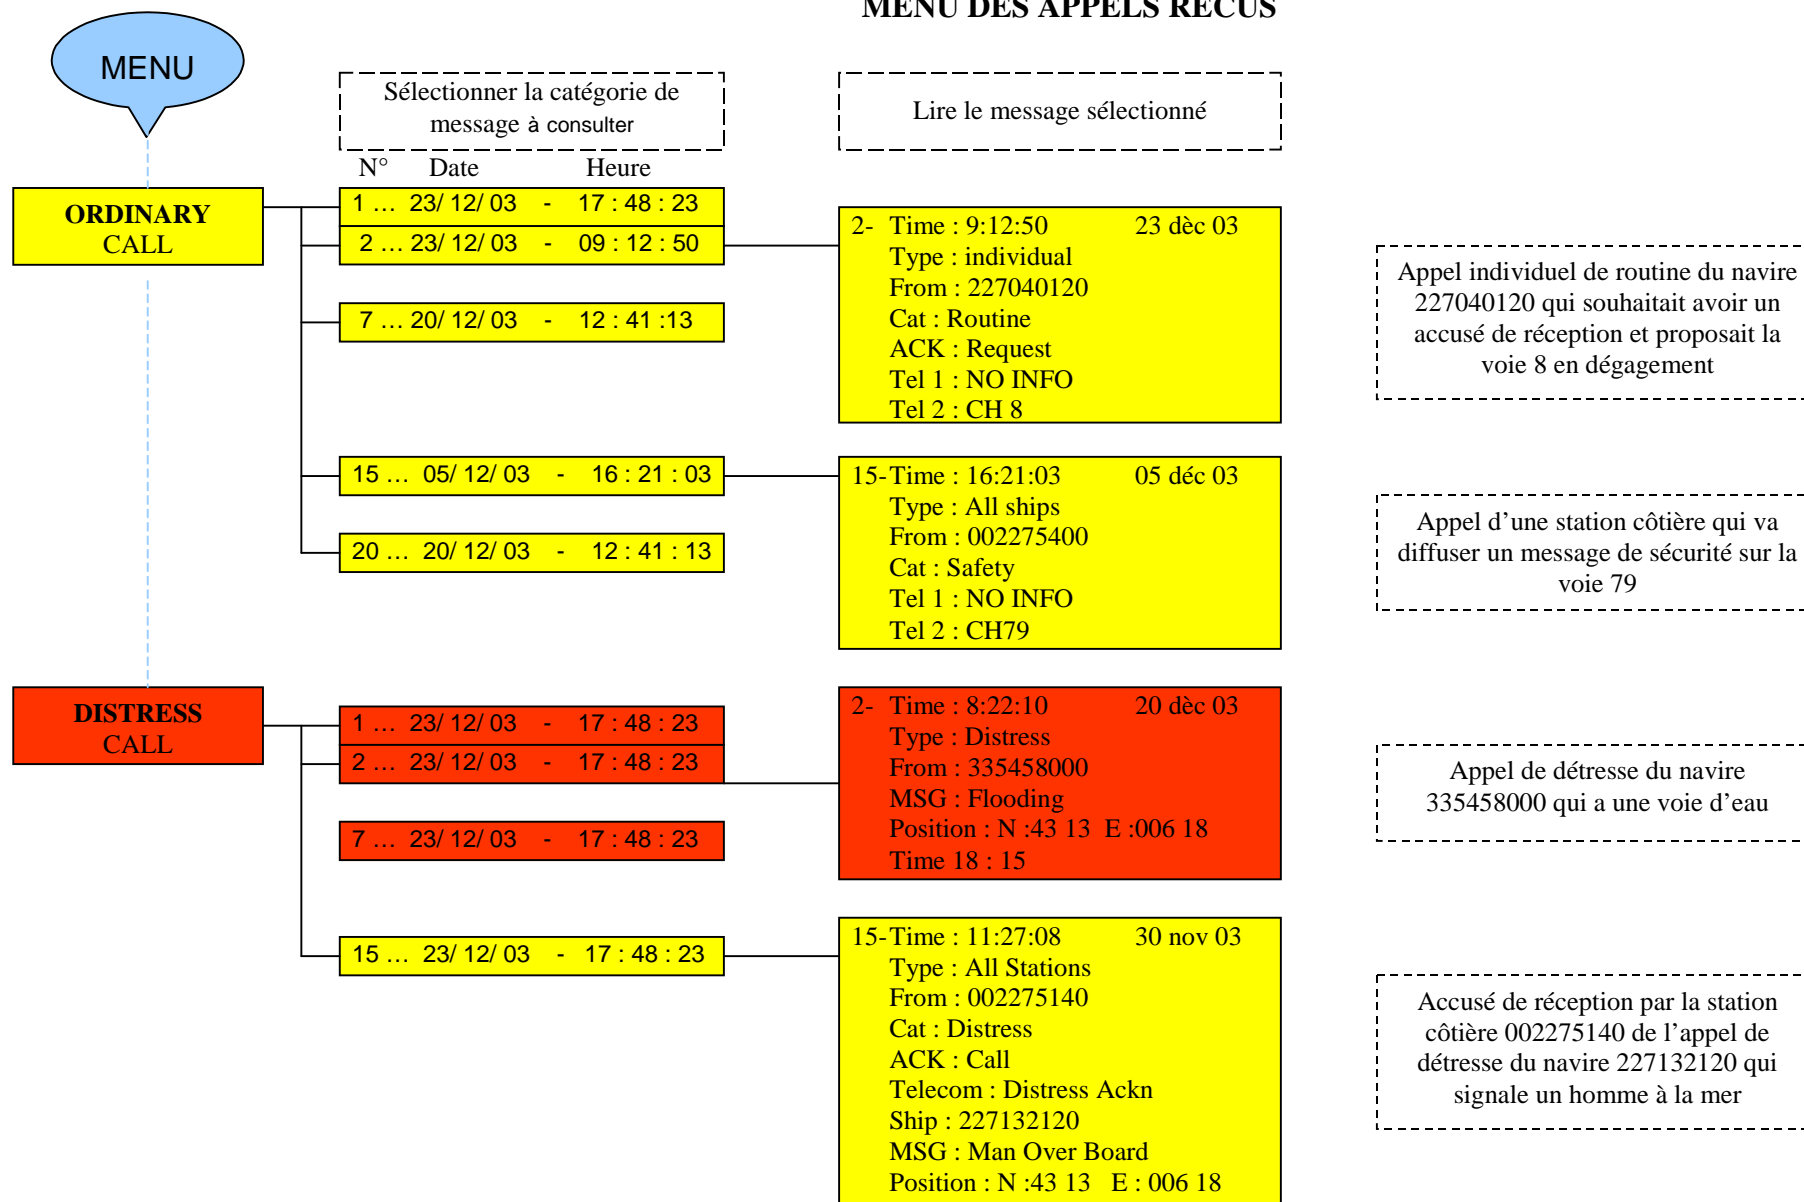 MENU DES APPELS RECUS
MENU
Sélectionner la catégorie de
message à consulter
Lire le message sélectionné
N° Date Heure
ORDINARY
CALL
1 … 23/ 12/ 03 - 17 : 48 : 23
2 … 23/ 12/ 03 - 09 : 12 : 50
7 … 20/ 12/ 03 - 12 : 41 :13
15 … 05/ 12/ 03 - 16 : 21 : 03
20 … 20/ 12/ 03 - 12 : 41 : 13
2- Time : 9:12:50 23 dèc 03
Type : individual
From : 227040120
Cat : Routine
ACK : Request
Tel 1 : NO INFO
Tel 2 : CH 8
Appel individuel de routine du navire
227040120 qui souhaitait avoir un
accusé de réception et proposait la
voie 8 en dégagement
15-Time : 16:21:03 05 déc 03
Type : All ships
From : 002275400
Cat : Safety
Tel 1 : NO INFO
Tel 2 : CH79
Appel d’une station côtière qui va
diffuser un message de sécurité sur la
voie 79
DISTRESS
CALL
1 … 23/ 12/ 03 - 17 : 48 : 23
2 … 23/ 12/ 03 - 17 : 48 : 23
7 … 23/ 12/ 03 - 17 : 48 : 23
15 … 23/ 12/ 03 - 17 : 48 : 23
2- Time : 8:22:10 20 dèc 03
Type : Distress
From : 335458000
MSG : Flooding
Position : N :43 13 E :006 18
Time 18 : 15
Appel de détresse du navire
335458000 qui a une voie d’eau
15-Time : 11:27:08 30 nov 03
Type : All Stations
From : 002275140
Cat : Distress
ACK : Call
Telecom : Distress Ackn
Ship : 227132120
MSG : Man Over Board
Position : N :43 13 E : 006 18
Accusé de réception par la station
côtière 002275140 de l’appel de
détresse du navire 227132120 qui
signale un homme à la mer